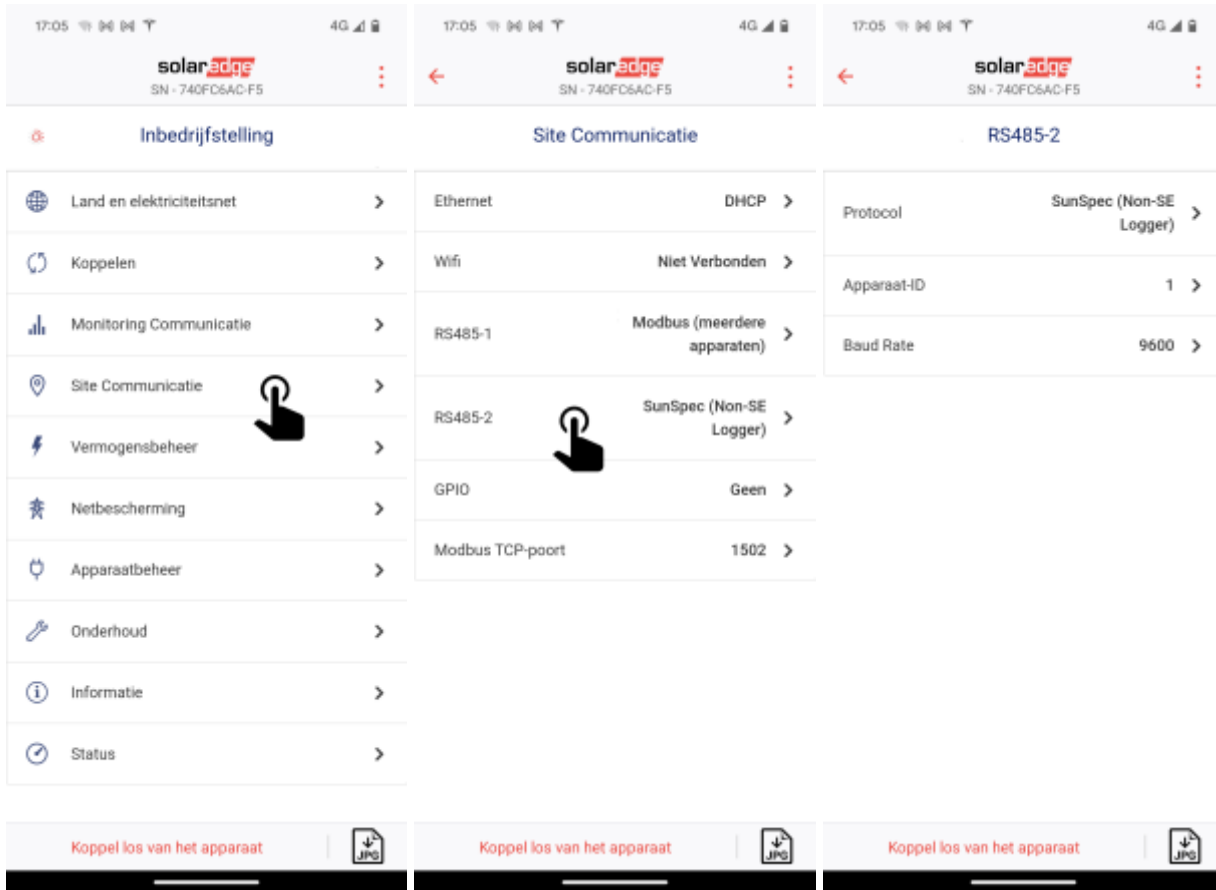 17:05
4G
solaredge
SN - 740FC6AC-F5
Inbedrijfstelling
Land en elektriciteitsnet
Koppelen
Monitoring Communicatie
Site Communicatie
Vermogensbeheer
Netbescherming
Apparaatbeheer
Onderhoud
Informatie
Status
Koppel los van het apparaat
JPG
17:05
4G
solaredge
SN - 740FC6AC-F5
Site Communicatie
Ethernet DHCP
Wifi Niet Verbonden
RS485-1 Modbus (meerdere
apparaten)
RS485-2 SunSpec (Non-SE
Logger)
GPIO Geen
Modbus TCP-poort 1502
Koppel los van het apparaat
JPG
17:05
4G
solaredge
SN - 740FC6AC-F5
RS485-2
Protocol SunSpec (Non-SE
Logger)
Apparaat-ID 1
Baud Rate 9600
Koppel los van het apparaat
JPG